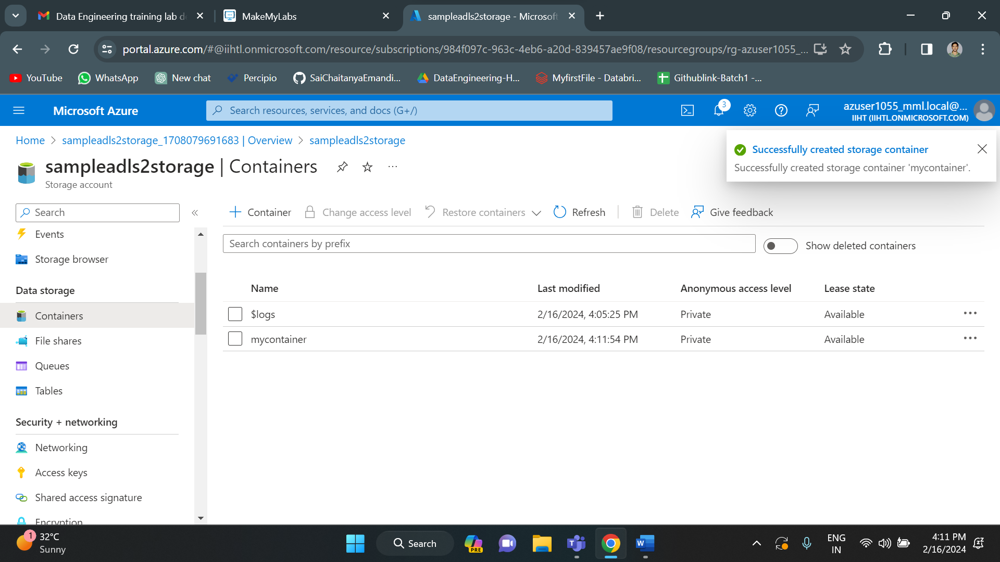 Data Engineering training lab de
MakeMyLabs
sampleadls2storage - Microsoft
portal.azure.com/#@iihtl.onmicrosoft.com/resource/subscriptions/984f097c-963c-4eb6-a20d-839457ae9f08/resourcegroups/rg-azuser1055_...
YouTube
WhatsApp
New chat
Percipio
SaiChaitanyaEmandi...
DataEngineering-H...
MyfirstFile - Databri...
Githublink-Batch1 -...
Microsoft Azure
Search resources, services, and docs (G+/)
3
azuser1055_mml.local@...
IIHT (IIHTL.ONMICROSOFT.COM)
Home > sampleadls2storage_1708079691683 | Overview > sampleadls2storage
sampleadls2storage | Containers
Storage account
Successfully created storage container
Successfully created storage container 'mycontainer'.
Search
Container
Change access level
Restore containers
Refresh
Delete
Give feedback
Search containers by prefix
Show deleted containers
Events
Storage browser
Data storage
Containers
File shares
Queues
Tables
Security + networking
Networking
Access keys
Shared access signature
Encryption
Name Last modified Anonymous access level Lease state
$logs 2/16/2024, 4:05:25 PM Private Available
mycontainer 2/16/2024, 4:11:54 PM Private Available
1
32°C
Sunny
Search
PRE
T
W
ENG
IN
4:11 PM
2/16/2024